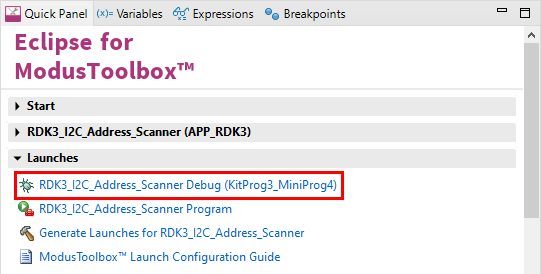 Quick Panel (x)= Variables Expressions Breakpoints
Eclipse for
ModusToolbox™
Start
RDK3_I2C_Address_Scanner (APP_RDK3)
Launches
RDK3_I2C_Address_Scanner Debug (KitProg3_MiniProg4)
RDK3_I2C_Address_Scanner Program
Generate Launches for RDK3_I2C_Address_Scanner
ModusToolbox™ Launch Configuration Guide